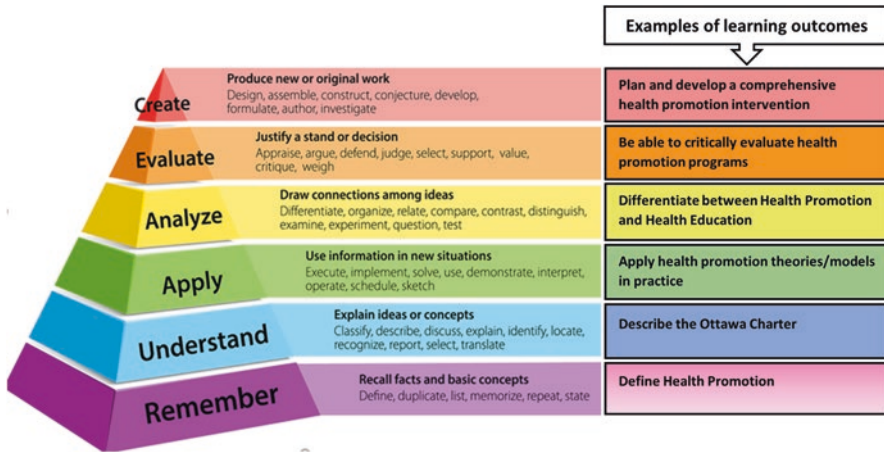 Examples of learning outcomes
Create
Produce new or original work
Design, assemble, construct, conjecture, develop,
formulate, author, investigate
Plan and develop a comprehensive
health promotion intervention
Evaluate
Justify a stand or decision
Appraise, argue, defend, judge, select, support, value,
critique, weigh
Be able to critically evaluate health
promotion programs
Analyze
Draw connections among ideas
Differentiate, organize, relate, compare, contrast, distinguish,
examine, experiment, question, test
Differentiate between Health Promotion
and Health Education
Apply
Use information in new situations
Execute, implement, solve, use, demonstrate, interpret,
operate, schedule, sketch
Apply health promotion theories/models
in practice
Understand
Explain ideas or concepts
Classify, describe, discuss, explain, identify, locate,
recognize, report, select, translate
Describe the Ottawa Charter
Remember
Recall facts and basic concepts
Define, duplicate, list, memorize, repeat, state
Define Health Promotion